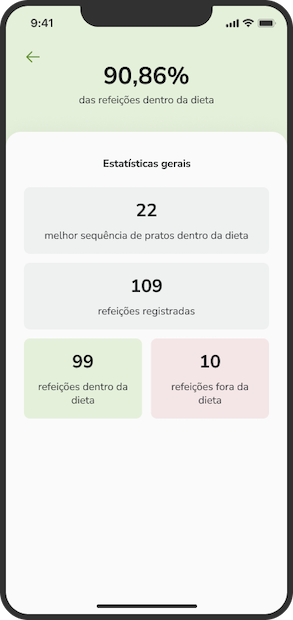 9:41
90,86%
das refeições dentro da dieta
Estatísticas gerais
22
melhor sequência de pratos dentro da dieta
109
refeições registradas
99
refeições dentro da
dieta
10
refeições fora da
dieta